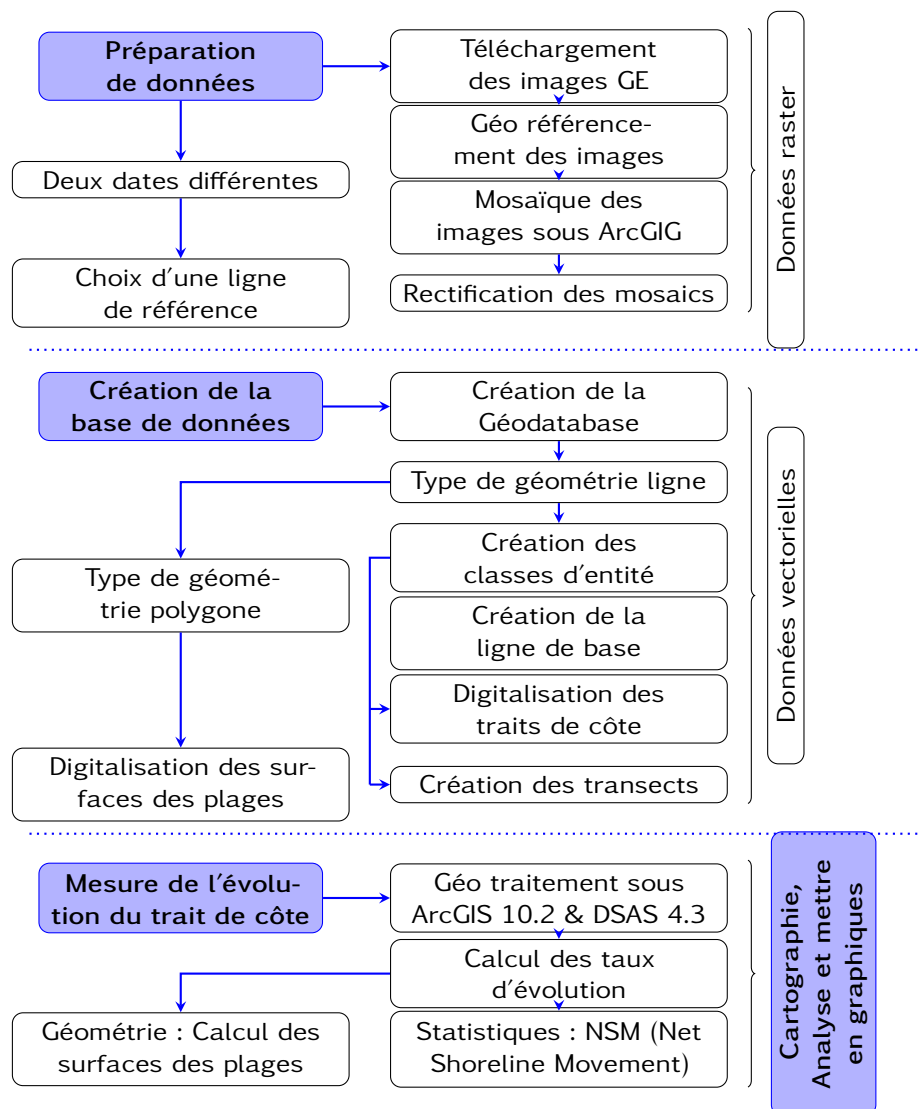 Préparation
de données
Téléchargement
des images GE
Géo référence-
ment des images
Deux dates différentes
Mosaïque des
images sous ArcGIG
Choix d'une ligne
de référence
Rectification des mosaics
Données raster
Création de la
base de données
Création de la
Géodatabase
Type de géométrie ligne
Création des
classes d'entité
Type de géomé-
trie polygone
Création de la
ligne de base
Digitalisation des
traits de côte
Digitalisation des sur-
faces des plages
Création des transects
Données vectorielles
Mesure de l'évolu-
tion du trait de côte
Géo traitement sous
ArcGIS 10.2 & DSAS 4.3
Calcul des taux
d'évolution
Géométrie : Calcul des
surfaces des plages
Statistiques : NSM (Net
Shoreline Movement)
Cartographie,
Analyse et mettre
en graphiques